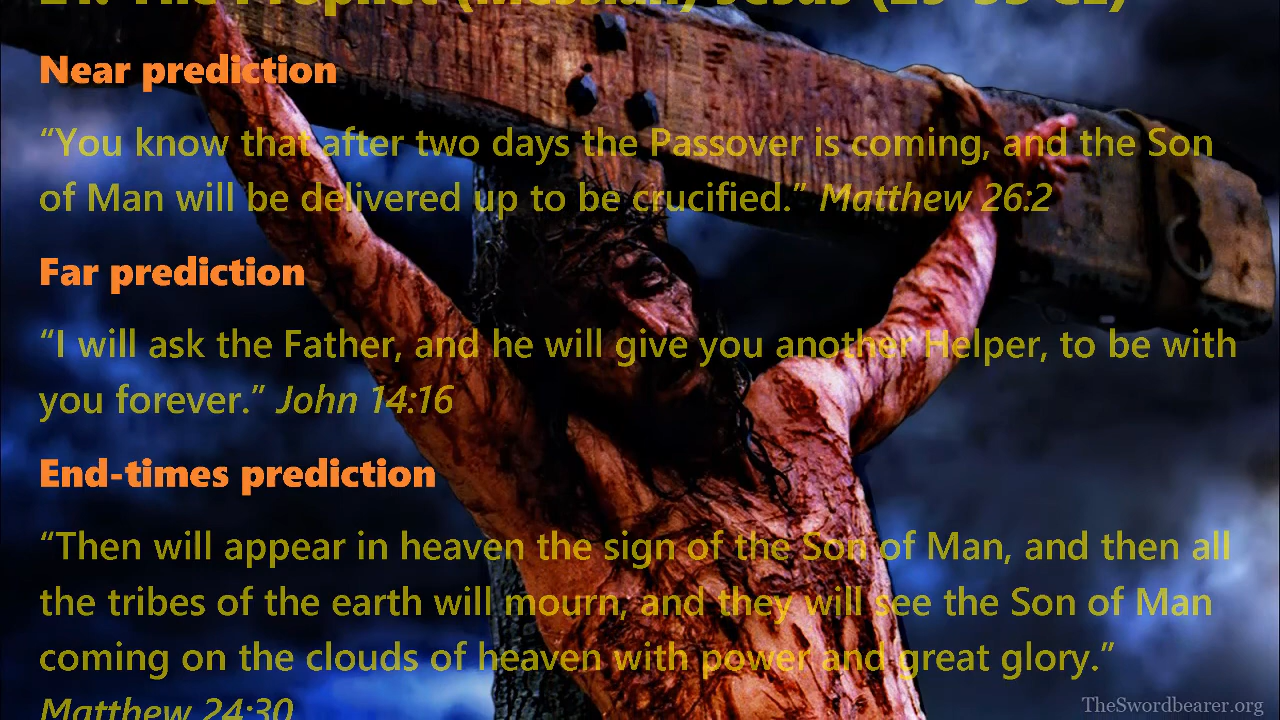 The Prophet (Messiah) Jesus
Near prediction
“You know that after two days the Passover is coming, and the Son
of Man will be delivered up to be crucified.” Matthew 26:2
Far prediction
“I will ask the Father, and he will give you another Helper, to be with
you forever.” John 14:16
End-times prediction
“Then will appear in heaven the sign of the Son of Man, and then all
the tribes of the earth will mourn, and they will see the Son of Man
coming on the clouds of heaven with power and great glory.”
Matthew 24:30
TheSwordbearer.org